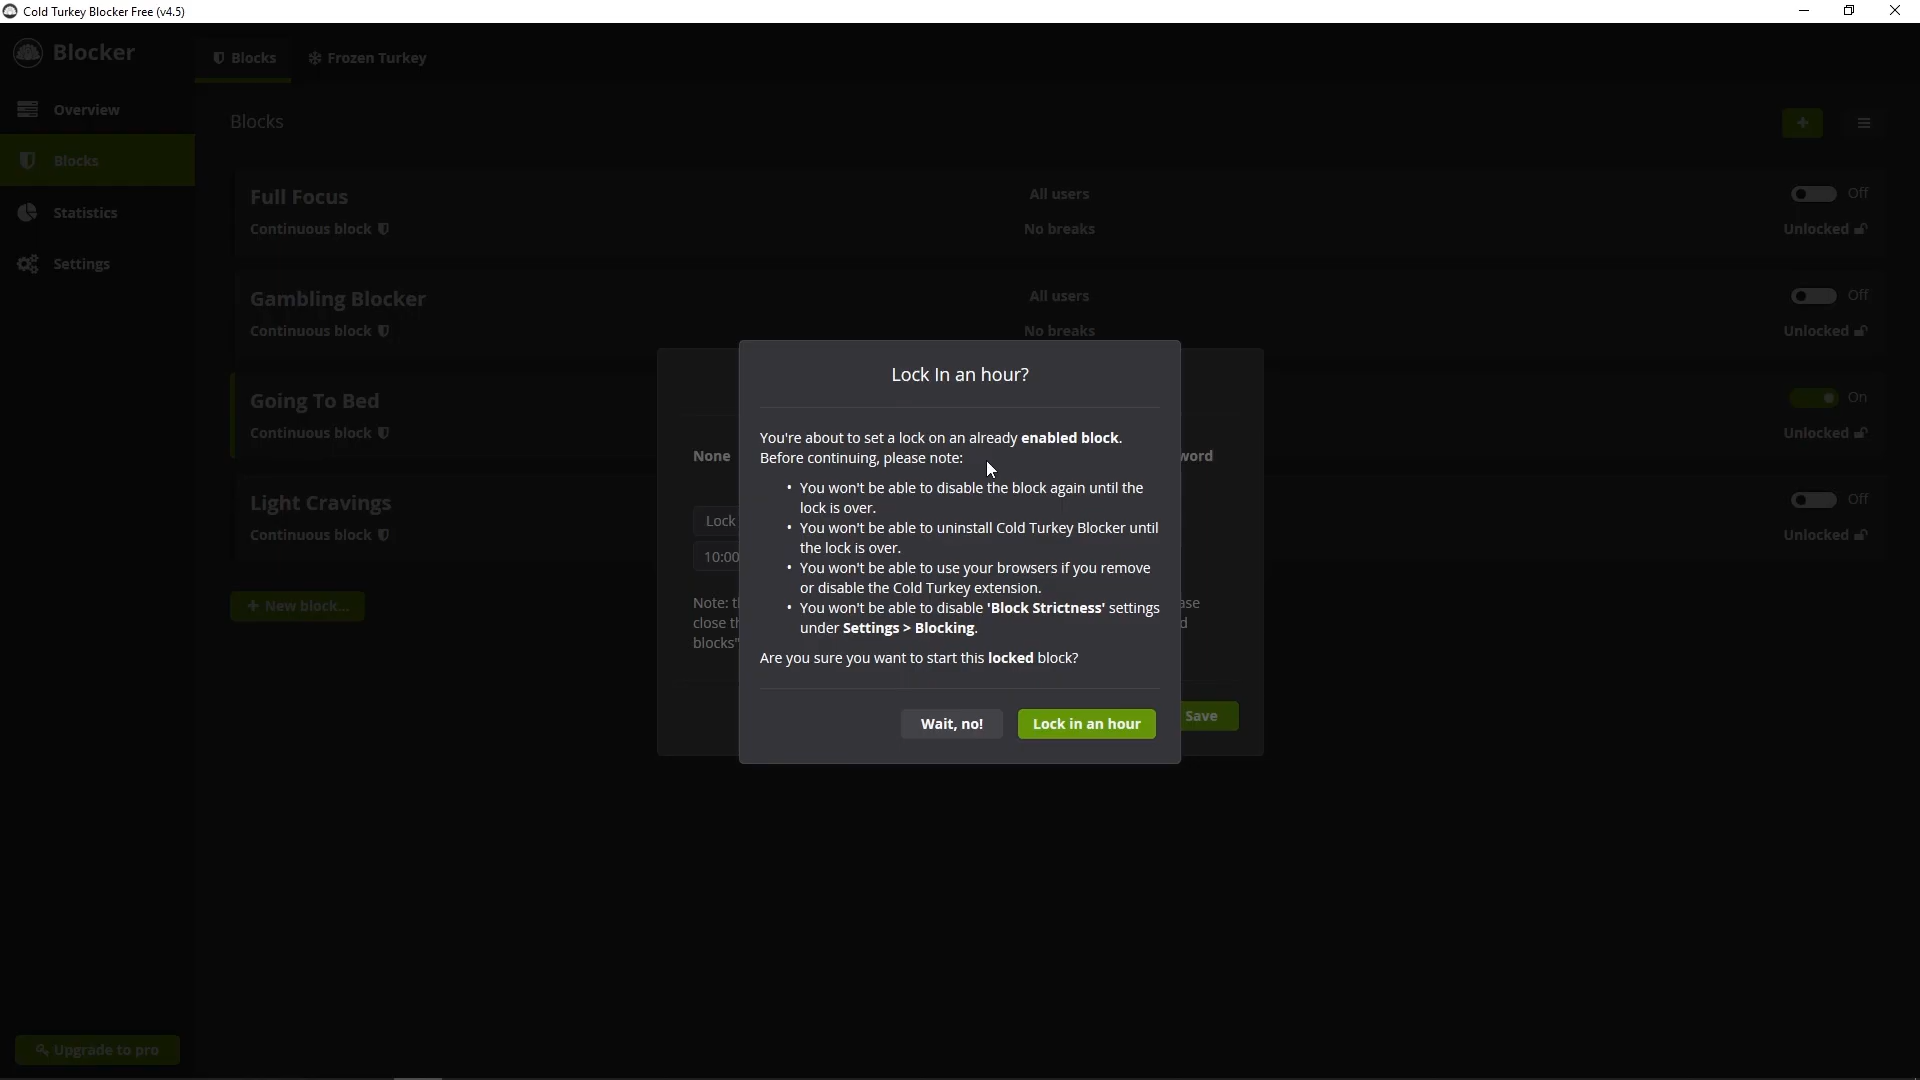 Cold Turkey Blocker Free (v4.5)
Blocker
Blocks
Frozen Turkey
Overview
Blocks
Statistics
Settings
Blocks
Full Focus
All users
Off
Continuous block
No breaks
Unlocked
Gambling Blocker
All users
Off
Continuous block
No breaks
Unlocked
Going To Bed
On
Continuous block
Unlocked
Light Cravings
Off
Continuous block
Unlocked
+ New block...
None
Lock
10:00
Note:
close
blocks"
Save
Lock In an hour?
You're about to set a lock on an already enabled block.
Before continuing, please note:
• You won't be able to disable the block again until the
lock is over.
• You won't be able to uninstall Cold Turkey Blocker until
the lock is over.
• You won't be able to use your browsers if you remove
or disable the Cold Turkey extension.
• You won't be able to disable 'Block Strictness' settings
under Settings > Blocking.
Are you sure you want to start this locked block?
Wait, no!
Lock in an hour
Upgrade to pro